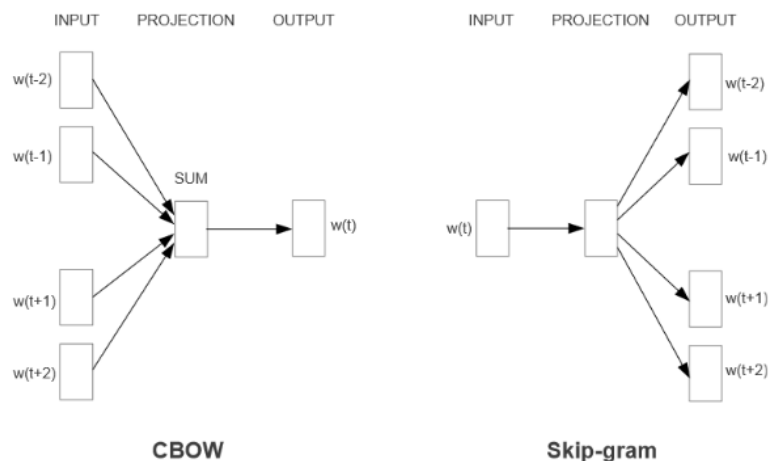 INPUT PROJECTION OUTPUT
w(t-2)
w(t-1)
SUM
w(t)
w(t+1)
w(t+2)
CBOW
INPUT PROJECTION OUTPUT
w(t-2)
w(t-1)
w(t)
w(t+1)
w(t+2)
Skip-gram